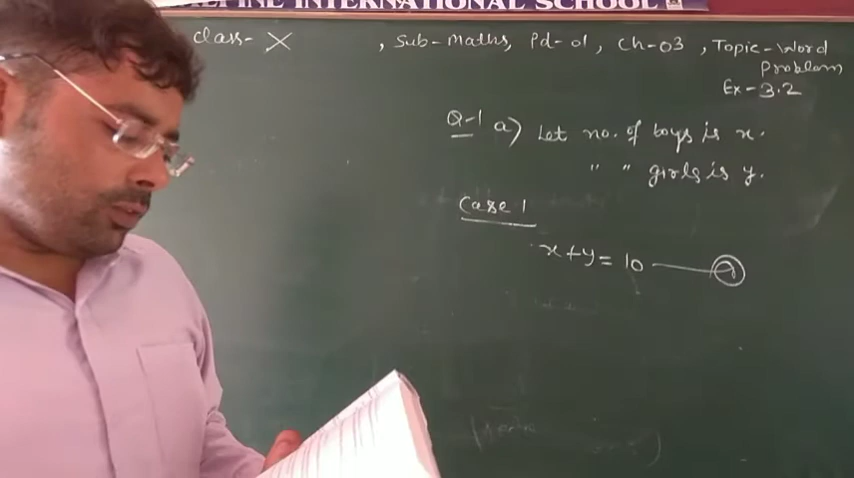 INTERNATIONAL SCHOOL
Class- X , Sub- Maths, Pd- 01, Ch-03 , Topic- Word
Problem
Ex- 3.2
Q-1 a) Let no. of boys is x.
" " girls is y.
Case 1
x+y= 10 — a